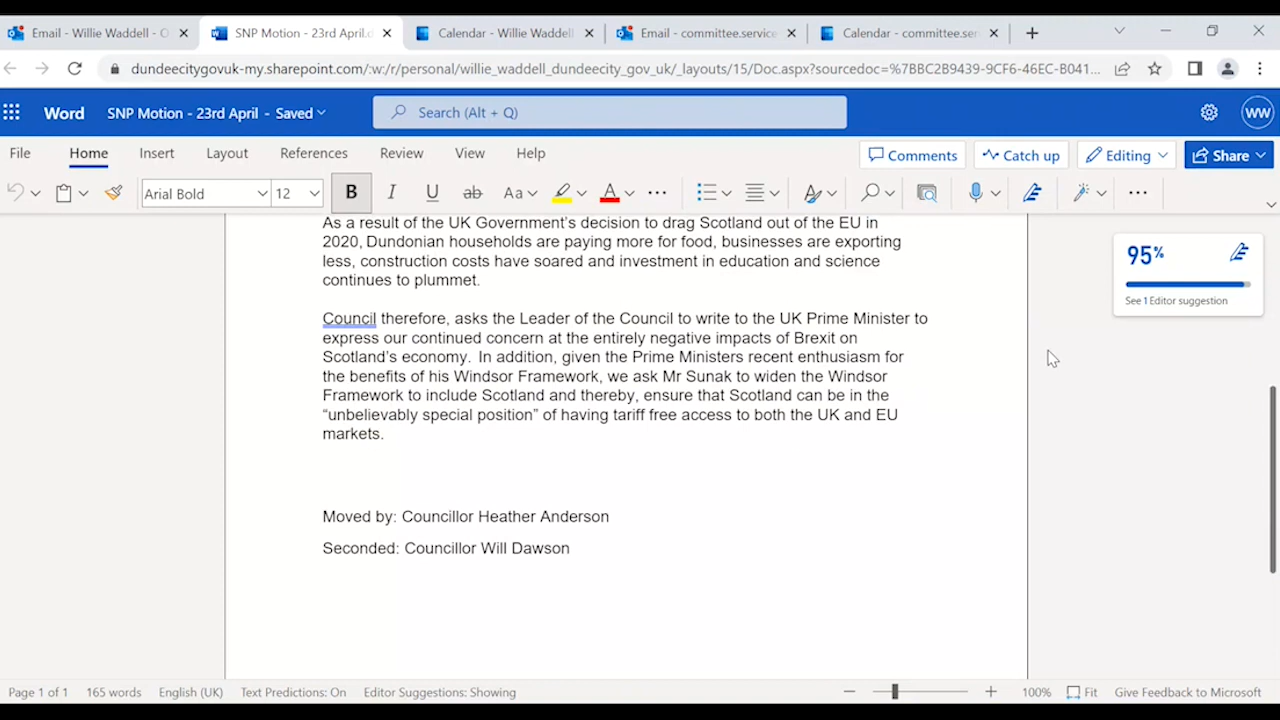 Email - Willie Waddell - O
SNP Motion - 23rd April.d
Calendar - Willie Waddell
Email - committee.service
Calendar - committee.ser
dundeecitygovuk-my.sharepoint.com/:w:/r/personal/willie_waddell_dundeecity_gov_uk/_layouts/15/Doc.aspx?sourcedoc=%7BBC2B9439-9CF6-46EC-B041...
Word SNP Motion - 23rd April - Saved
Search (Alt + Q)
WW
File Home Insert Layout References Review View Help
Comments Catch up Editing Share
Arial Bold 12 B I U ab Aa A
As a result of the UK Government’s decision to drag Scotland out of the EU in
2020, Dundonian households are paying more for food, businesses are exporting
less, construction costs have soared and investment in education and science
continues to plummet.
95%
See 1 Editor suggestion
Council therefore, asks the Leader of the Council to write to the UK Prime Minister to
express our continued concern at the entirely negative impacts of Brexit on
Scotland’s economy. In addition, given the Prime Ministers recent enthusiasm for
the benefits of his Windsor Framework, we ask Mr Sunak to widen the Windsor
Framework to include Scotland and thereby, ensure that Scotland can be in the
“unbelievably special position” of having tariff free access to both the UK and EU
markets.
Moved by: Councillor Heather Anderson
Seconded: Councillor Will Dawson
Page 1 of 1 165 words English (UK) Text Predictions: On Editor Suggestions: Showing 100% Fit Give Feedback to Microsoft